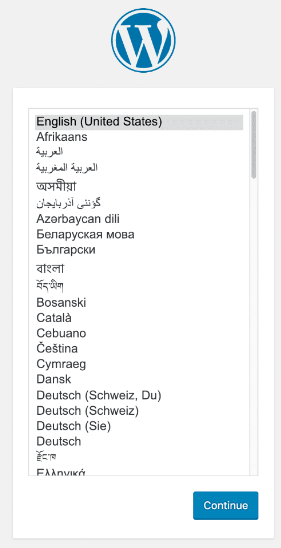 English (United States)
Afrikaans
العربية
العربية المغربية
অসমীয়া
گؤنئی آذربایجان
Azərbaycan dili
Беларуская мова
Български
বাংলা
བོད་ཡིག
Bosanski
Català
Cebuano
Čeština
Cymraeg
Dansk
Deutsch (Schweiz, Du)
Deutsch (Schweiz)
Deutsch (Sie)
Deutsch
རྫོང་ཁ
Ελληνικά
Continue